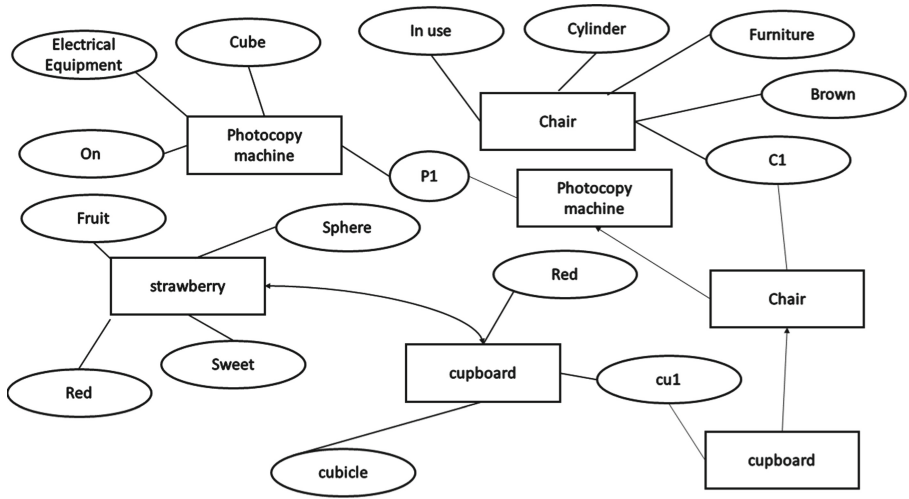 Electrical
Equipment
Cube
In use
Cylinder
Furniture
Brown
Photocopy
machine
Chair
On
P1
C1
Photocopy
machine
Fruit
Sphere
strawberry
Red
Chair
Sweet
Red
cupboard
cu1
cubicle
cupboard